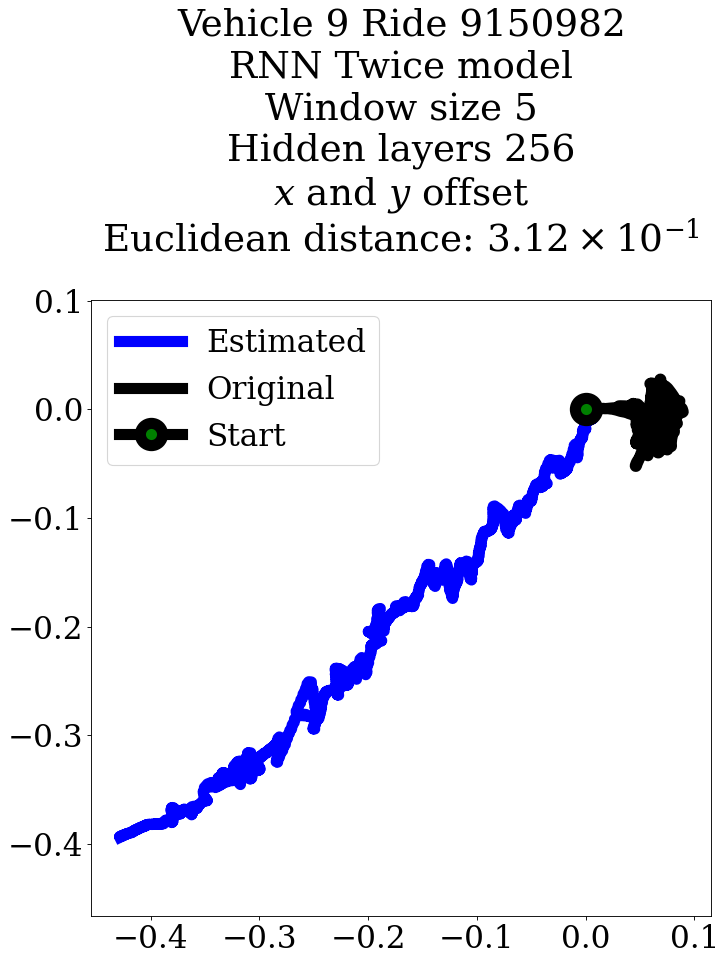 Vehicle 9 Ride 9150982
RNN Twice model
Window size 5
Hidden layers 256
x and y offset
Euclidean distance: 3.12 × 10⁻¹
0.1
0.0
−0.1
−0.2
−0.3
−0.4
Estimated
Original
Start
−0.4 −0.3 −0.2 −0.1 0.0 0.1